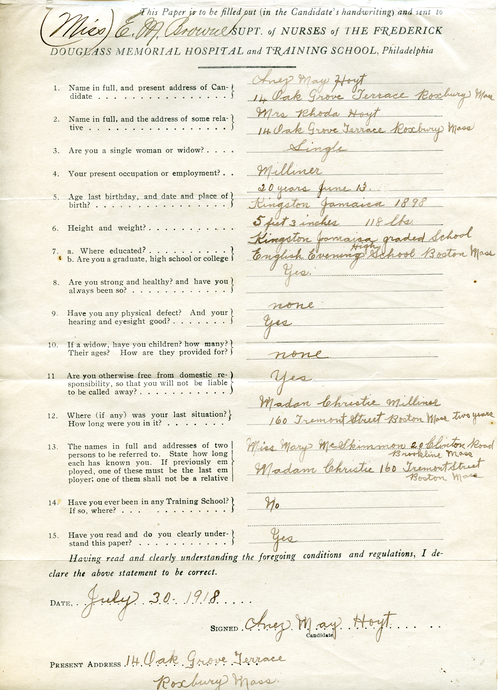 This Paper is to be filled out (in the Candidate's handwriting) and sent to
(Miss) E. M. Brown SUPT. OF NURSES OF THE FREDERICK
DOUGLASS MEMORIAL HOSPITAL AND TRAINING SCHOOL, Philadelphia
1. Name in full, and present address of Candidate . . . . . . . . . . . . May Hoyt
14 Oak Grove Terrace Roxbury Mass
2. Name in full, and the address of some relative . . . . . . . . . . . . Mrs Rhoda Hoyt
14 Oak Grove Terrace Roxbury Mass
3. Are you a single woman or widow? . . . . Single
4. Your present occupation or employment? . . Milliner
5. Age last birthday, and date and place of birth? . . . . . . . . . . . . 20 years June 13.
Kingston Jamaica 1898
6. Height and weight? . . . . . . . . . . 5 feet 3 inches 118 lbs.
7. a. Where educated? . . . . . . . . . . Kingston Jamaica graded School
b. Are you a graduate, high school or college English Evening High School Boston Mass
8. Are you strong and healthy? and have you always been so? . . . . . . . . . . Yes.
9. Have you any physical defect? And your hearing and eyesight good? . . . . . . . none
Yes
10. If a widow, have you children? how many? Their ages? How are they provided for? none
11. Are you otherwise free from domestic responsibility, so that you will not be liable to be called away? . . . . . . . . . . Yes
12. Where (if any) was your last situation? How long were you in it? . . . . . . . Madan Christie Milliner
160 Tremont Street Boston Mass two years
13. The names in full and addresses of two persons to be referred to. State how long each has known you. If previously employed, one of these must be the last employer; one of them shall not be a relative
Miss Mary McSkimmon 20 Clinton Road
Brookline Mass
Madam Christie 160 Tremont Street
Boston Mass
14. Have you ever been in any Training School? If so, where? . . . . . . . . . . No
15. Have you read and do you clearly understand this paper? . . . . . . . . . . Yes
Having read and clearly understanding the foregoing conditions and regulations, I declare the above statement to be correct.
DATE, July 30. 1918. . . . .
SIGNED May Hoyt
Candidate
PRESENT ADDRESS 14 Oak Grove Terrace
Roxbury Mass.